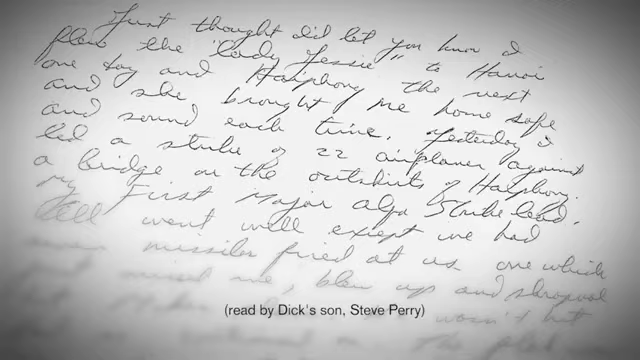 Just thought I'd let you know I
flew the "Lady Jessie" to Hanoi
one day and Haiphong the next
and she brought me home safe
and sound each time. Yesterday I
led a strike of 22 airplanes against
a bridge on the outskirts of Haiphong.
my First Major alfa Strike lead.
All went well except we had
missiles fired at us one which
me, blew up and shrapnel
wasn't hit
(read by Dick's son, Steve Perry)